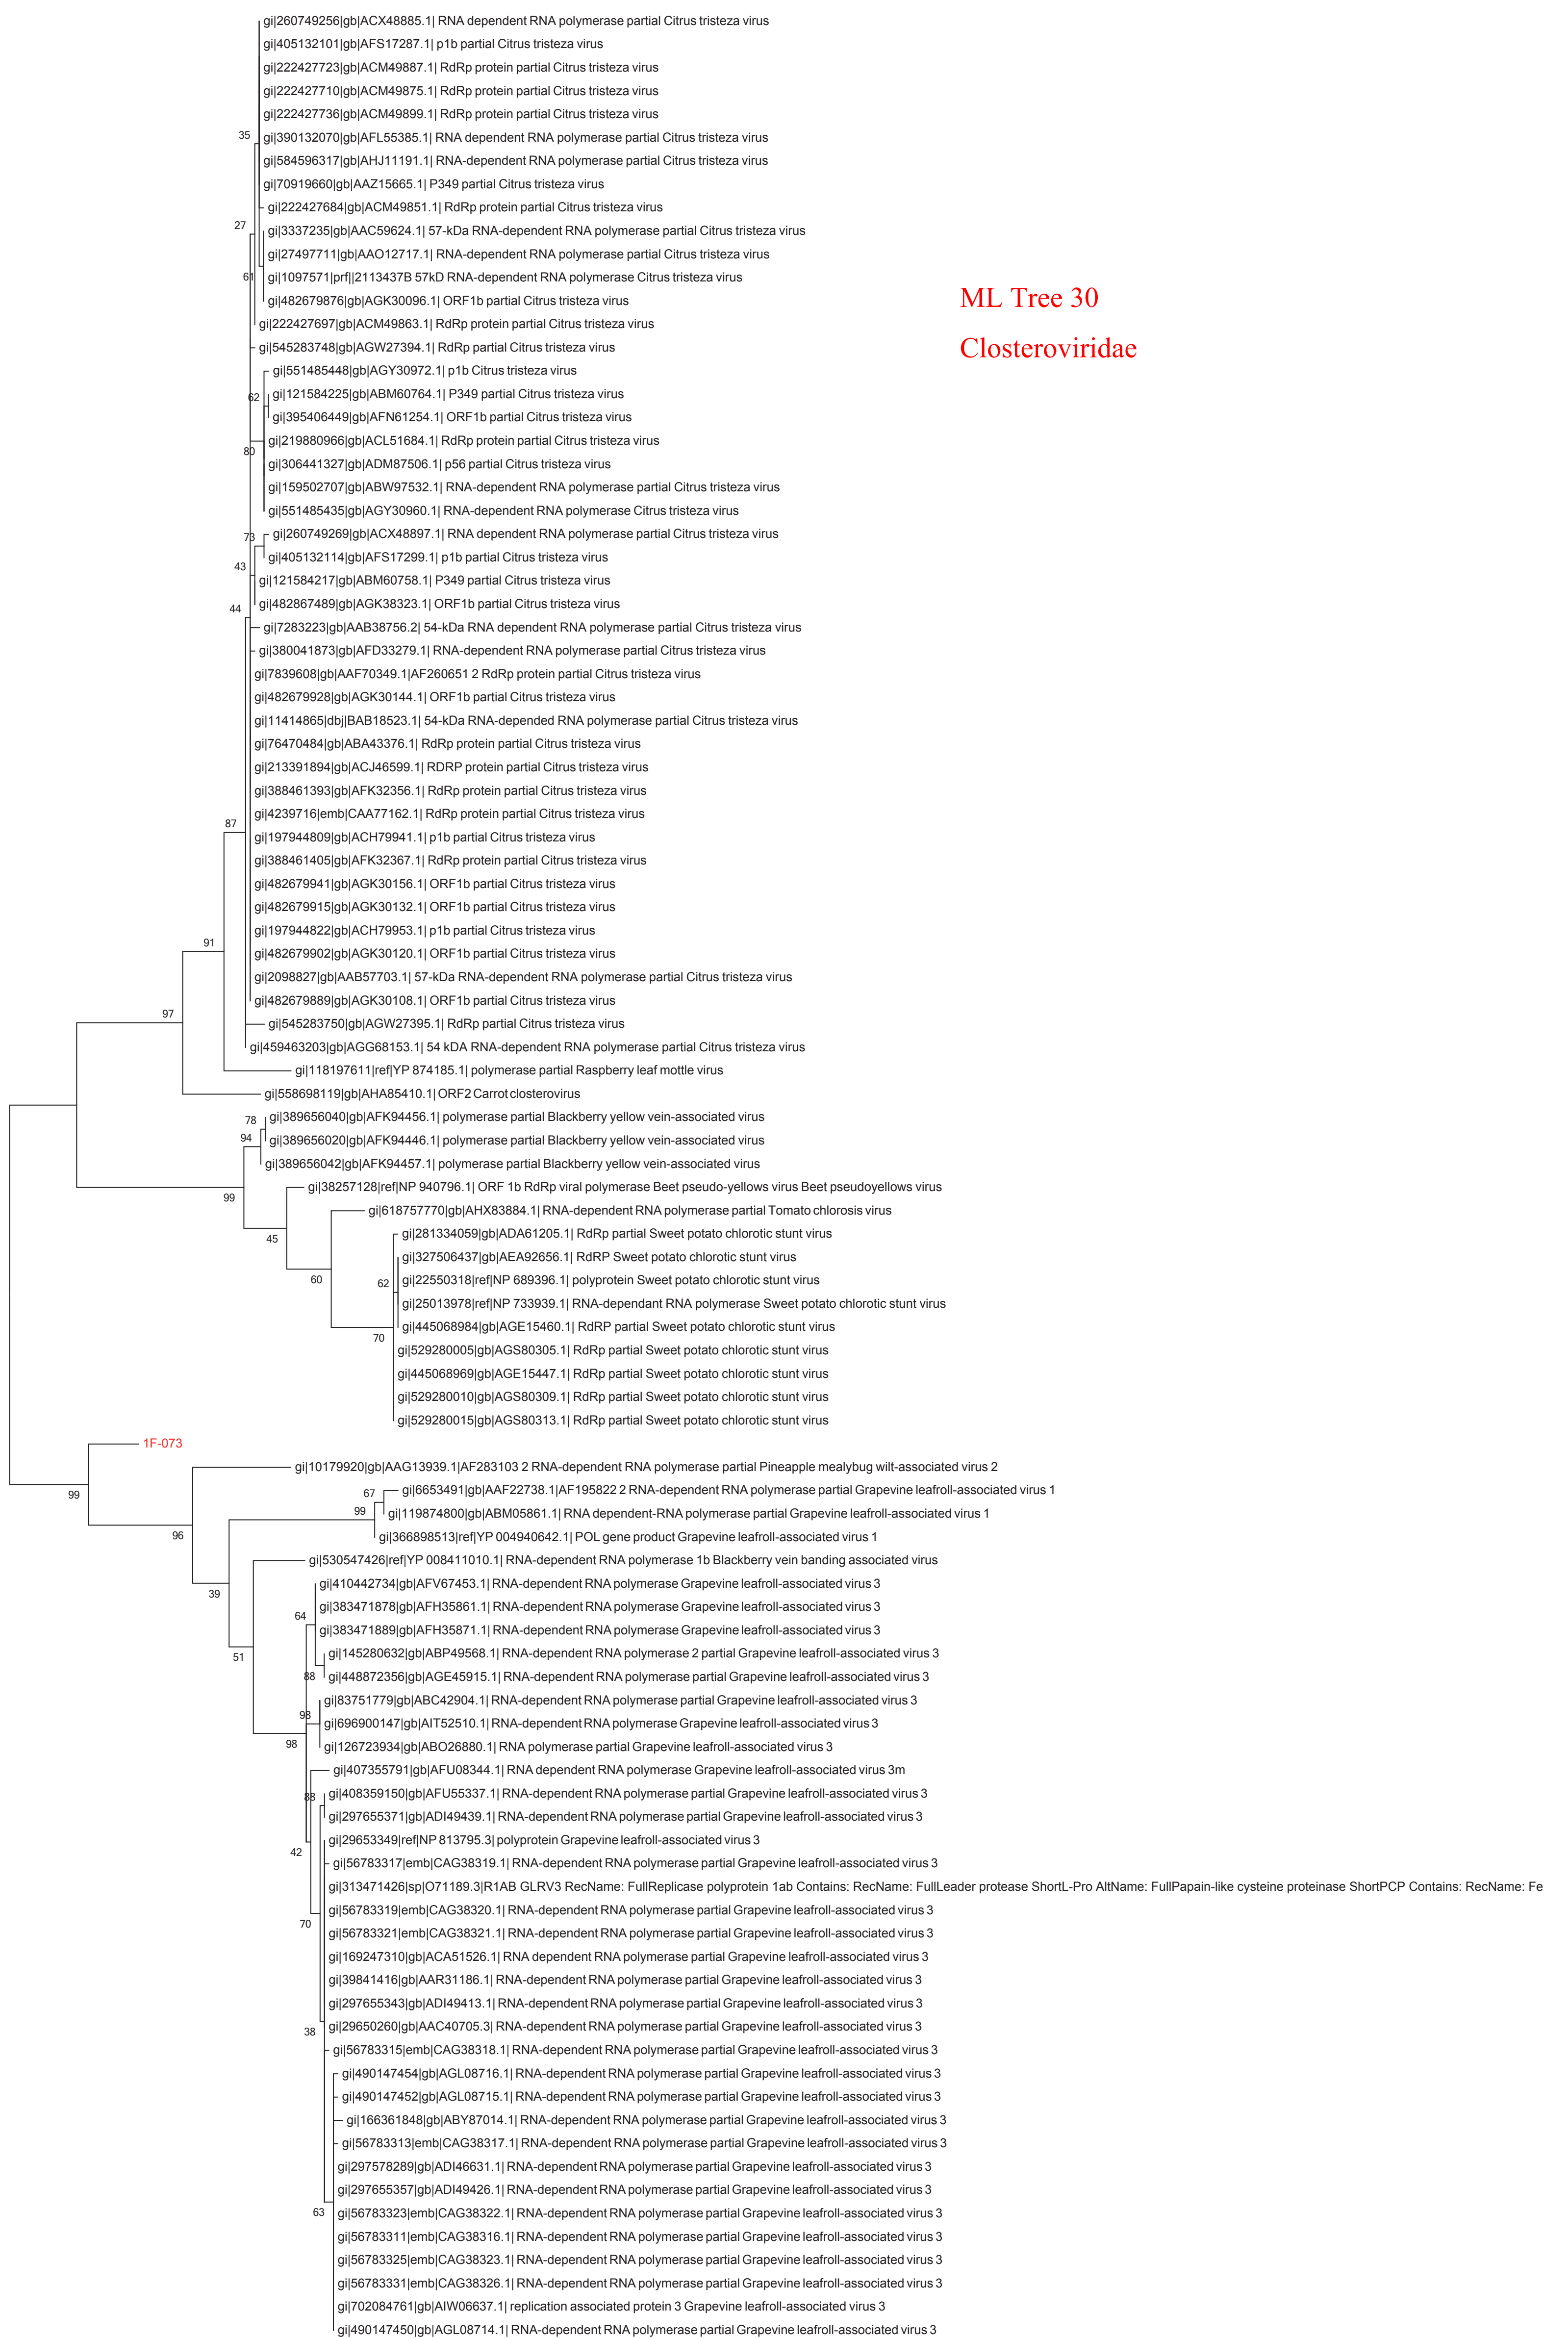 gi|260749256|gb|ACX48885.1| RNA dependent RNA polymerase partial Citrus tristeza virus
gi|405132101|gb|AFS17287.1| p1b partial Citrus tristeza virus
gi|222427723|gb|ACM49887.1| RdRp protein partial Citrus tristeza virus
gi|222427710|gb|ACM49875.1| RdRp protein partial Citrus tristeza virus
gi|222427736|gb|ACM49899.1| RdRp protein partial Citrus tristeza virus
35
gi|390132070|gb|AFL55385.1| RNA dependent RNA polymerase partial Citrus tristeza virus
gi|584596317|gb|AHJ11191.1| RNA-dependent RNA polymerase partial Citrus tristeza virus
gi|70919660|gb|AAZ15665.1| P349 partial Citrus tristeza virus
gi|222427684|gb|ACM49851.1| RdRp protein partial Citrus tristeza virus
27
gi|3337235|gb|AAC59624.1| 57-kDa RNA-dependent RNA polymerase partial Citrus tristeza virus
gi|27497711|gb|AAO12717.1| RNA-dependent RNA polymerase partial Citrus tristeza virus
61
gi|1097571|prf||2113437B 57kD RNA-dependent RNA polymerase Citrus tristeza virus
gi|482679876|gb|AGK30096.1| ORF1b partial Citrus tristeza virus
ML Tree 30
gi|222427697|gb|ACM49863.1| RdRp protein partial Citrus tristeza virus
gi|545283748|gb|AGW27394.1| RdRp partial Citrus tristeza virus
Closteroviridae
gi|551485448|gb|AGY30972.1| p1b Citrus tristeza virus
62
gi|121584225|gb|ABM60764.1| P349 partial Citrus tristeza virus
gi|395406449|gb|AFN61254.1| ORF1b partial Citrus tristeza virus
gi|219880966|gb|ACL51684.1| RdRp protein partial Citrus tristeza virus
80
gi|306441327|gb|ADM87506.1| p56 partial Citrus tristeza virus
gi|159502707|gb|ABW97532.1| RNA-dependent RNA polymerase partial Citrus tristeza virus
gi|551485435|gb|AGY30960.1| RNA-dependent RNA polymerase Citrus tristeza virus
73
gi|260749269|gb|ACX48897.1| RNA dependent RNA polymerase partial Citrus tristeza virus
gi|405132114|gb|AFS17299.1| p1b partial Citrus tristeza virus
43
gi|121584217|gb|ABM60758.1| P349 partial Citrus tristeza virus
gi|482867489|gb|AGK38323.1| ORF1b partial Citrus tristeza virus
44
gi|7283223|gb|AAB38756.2| 54-kDa RNA dependent RNA polymerase partial Citrus tristeza virus
gi|380041873|gb|AFD33279.1| RNA-dependent RNA polymerase partial Citrus tristeza virus
gi|7839608|gb|AAF70349.1|AF260651 2 RdRp protein partial Citrus tristeza virus
gi|482679928|gb|AGK30144.1| ORF1b partial Citrus tristeza virus
gi|11414865|dbj|BAB18523.1| 54-kDa RNA-depended RNA polymerase partial Citrus tristeza virus
gi|76470484|gb|ABA43376.1| RdRp protein partial Citrus tristeza virus
gi|213391894|gb|ACJ46599.1| RDRP protein partial Citrus tristeza virus
gi|388461393|gb|AFK32356.1| RdRp protein partial Citrus tristeza virus
gi|4239716|emb|CAA77162.1| RdRp protein partial Citrus tristeza virus
87
gi|197944809|gb|ACH79941.1| p1b partial Citrus tristeza virus
gi|388461405|gb|AFK32367.1| RdRp protein partial Citrus tristeza virus
gi|482679941|gb|AGK30156.1| ORF1b partial Citrus tristeza virus
gi|482679915|gb|AGK30132.1| ORF1b partial Citrus tristeza virus
gi|197944822|gb|ACH79953.1| p1b partial Citrus tristeza virus
91
gi|482679902|gb|AGK30120.1| ORF1b partial Citrus tristeza virus
gi|2098827|gb|AAB57703.1| 57-kDa RNA-dependent RNA polymerase partial Citrus tristeza virus
gi|482679889|gb|AGK30108.1| ORF1b partial Citrus tristeza virus
97
gi|545283750|gb|AGW27395.1| RdRp partial Citrus tristeza virus
gi|459463203|gb|AGG68153.1| 54 kDA RNA-dependent RNA polymerase partial Citrus tristeza virus
gi|118197611|ref|YP 874185.1| polymerase partial Raspberry leaf mottle virus
gi|558698119|gb|AHA85410.1| ORF2 Carrot closterovirus
gi|389656040|gb|AFK94456.1| polymerase partial Blackberry yellow vein-associated virus
78
94
gi|389656020|gb|AFK94446.1| polymerase partial Blackberry yellow vein-associated virus
gi|389656042|gb|AFK94457.1| polymerase partial Blackberry yellow vein-associated virus
gi|38257128|ref|NP 940796.1| ORF 1b RdRp viral polymerase Beet pseudo-yellows virus Beet pseudoyellows virus
99
gi|618757770|gb|AHX83884.1| RNA-dependent RNA polymerase partial Tomato chlorosis virus
gi|281334059|gb|ADA61205.1| RdRp partial Sweet potato chlorotic stunt virus
45
gi|327506437|gb|AEA92656.1| RdRP Sweet potato chlorotic stunt virus
gi|22550318|ref|NP 689396.1| polyprotein Sweet potato chlorotic stunt virus
60
62
gi|25013978|ref|NP 733939.1| RNA-dependant RNA polymerase Sweet potato chlorotic stunt virus
gi|445068984|gb|AGE15460.1| RdRP partial Sweet potato chlorotic stunt virus
70
gi|529280005|gb|AGS80305.1| RdRp partial Sweet potato chlorotic stunt virus
gi|445068969|gb|AGE15447.1| RdRp partial Sweet potato chlorotic stunt virus
gi|529280010|gb|AGS80309.1| RdRp partial Sweet potato chlorotic stunt virus
gi|529280015|gb|AGS80313.1| RdRp partial Sweet potato chlorotic stunt virus
1F-073
gi|10179920|gb|AAG13939.1|AF283103 2 RNA-dependent RNA polymerase partial Pineapple mealybug wilt-associated virus 2
99
gi|6653491|gb|AAF22738.1|AF195822 2 RNA-dependent RNA polymerase partial Grapevine leafroll-associated virus 1
67
99
gi|119874800|gb|ABM05861.1| RNA dependent-RNA polymerase partial Grapevine leafroll-associated virus 1
96
gi|366898513|ref|YP 004940642.1| POL gene product Grapevine leafroll-associated virus 1
gi|530547426|ref|YP 008411010.1| RNA-dependent RNA polymerase 1b Blackberry vein banding associated virus
gi|410442734|gb|AFV67453.1| RNA-dependent RNA polymerase Grapevine leafroll-associated virus 3
39
gi|383471878|gb|AFH35861.1| RNA-dependent RNA polymerase Grapevine leafroll-associated virus 3
64
gi|383471889|gb|AFH35871.1| RNA-dependent RNA polymerase Grapevine leafroll-associated virus 3
51
gi|145280632|gb|ABP49568.1| RNA-dependent RNA polymerase 2 partial Grapevine leafroll-associated virus 3
88
gi|448872356|gb|AGE45915.1| RNA-dependent RNA polymerase partial Grapevine leafroll-associated virus 3
gi|83751779|gb|ABC42904.1| RNA-dependent RNA polymerase partial Grapevine leafroll-associated virus 3
98
gi|696900147|gb|AIT52510.1| RNA-dependent RNA polymerase Grapevine leafroll-associated virus 3
98
gi|126723934|gb|ABO26880.1| RNA polymerase partial Grapevine leafroll-associated virus 3
gi|407355791|gb|AFU08344.1| RNA dependent RNA polymerase Grapevine leafroll-associated virus 3m
88
gi|408359150|gb|AFU55337.1| RNA-dependent RNA polymerase partial Grapevine leafroll-associated virus 3
gi|297655371|gb|ADI49439.1| RNA-dependent RNA polymerase partial Grapevine leafroll-associated virus 3
gi|29653349|ref|NP 813795.3| polyprotein Grapevine leafroll-associated virus 3
42
gi|56783317|emb|CAG38319.1| RNA-dependent RNA polymerase partial Grapevine leafroll-associated virus 3
gi|313471426|sp|O71189.3|R1AB GLRV3 RecName: FullReplicase polyprotein 1ab Contains: RecName: FullLeader protease ShortL-Pro AltName: FullPapain-like cysteine proteinase ShortPCP Contains: RecName: Fe
gi|56783319|emb|CAG38320.1| RNA-dependent RNA polymerase partial Grapevine leafroll-associated virus 3
70
gi|56783321|emb|CAG38321.1| RNA-dependent RNA polymerase partial Grapevine leafroll-associated virus 3
gi|169247310|gb|ACA51526.1| RNA dependent RNA polymerase partial Grapevine leafroll-associated virus 3
gi|39841416|gb|AAR31186.1| RNA-dependent RNA polymerase partial Grapevine leafroll-associated virus 3
gi|297655343|gb|ADI49413.1| RNA-dependent RNA polymerase partial Grapevine leafroll-associated virus 3
gi|29650260|gb|AAC40705.3| RNA-dependent RNA polymerase partial Grapevine leafroll-associated virus 3
38
gi|56783315|emb|CAG38318.1| RNA-dependent RNA polymerase partial Grapevine leafroll-associated virus 3
gi|490147454|gb|AGL08716.1| RNA-dependent RNA polymerase partial Grapevine leafroll-associated virus 3
gi|490147452|gb|AGL08715.1| RNA-dependent RNA polymerase partial Grapevine leafroll-associated virus 3
gi|166361848|gb|ABY87014.1| RNA-dependent RNA polymerase partial Grapevine leafroll-associated virus 3
gi|56783313|emb|CAG38317.1| RNA-dependent RNA polymerase partial Grapevine leafroll-associated virus 3
gi|297578289|gb|ADI46631.1| RNA-dependent RNA polymerase partial Grapevine leafroll-associated virus 3
gi|297655357|gb|ADI49426.1| RNA-dependent RNA polymerase partial Grapevine leafroll-associated virus 3
63
gi|56783323|emb|CAG38322.1| RNA-dependent RNA polymerase partial Grapevine leafroll-associated virus 3
gi|56783311|emb|CAG38316.1| RNA-dependent RNA polymerase partial Grapevine leafroll-associated virus 3
gi|56783325|emb|CAG38323.1| RNA-dependent RNA polymerase partial Grapevine leafroll-associated virus 3
gi|56783331|emb|CAG38326.1| RNA-dependent RNA polymerase partial Grapevine leafroll-associated virus 3
gi|702084761|gb|AIW06637.1| replication associated protein 3 Grapevine leafroll-associated virus 3
gi|490147450|gb|AGL08714.1| RNA-dependent RNA polymerase partial Grapevine leafroll-associated virus 3